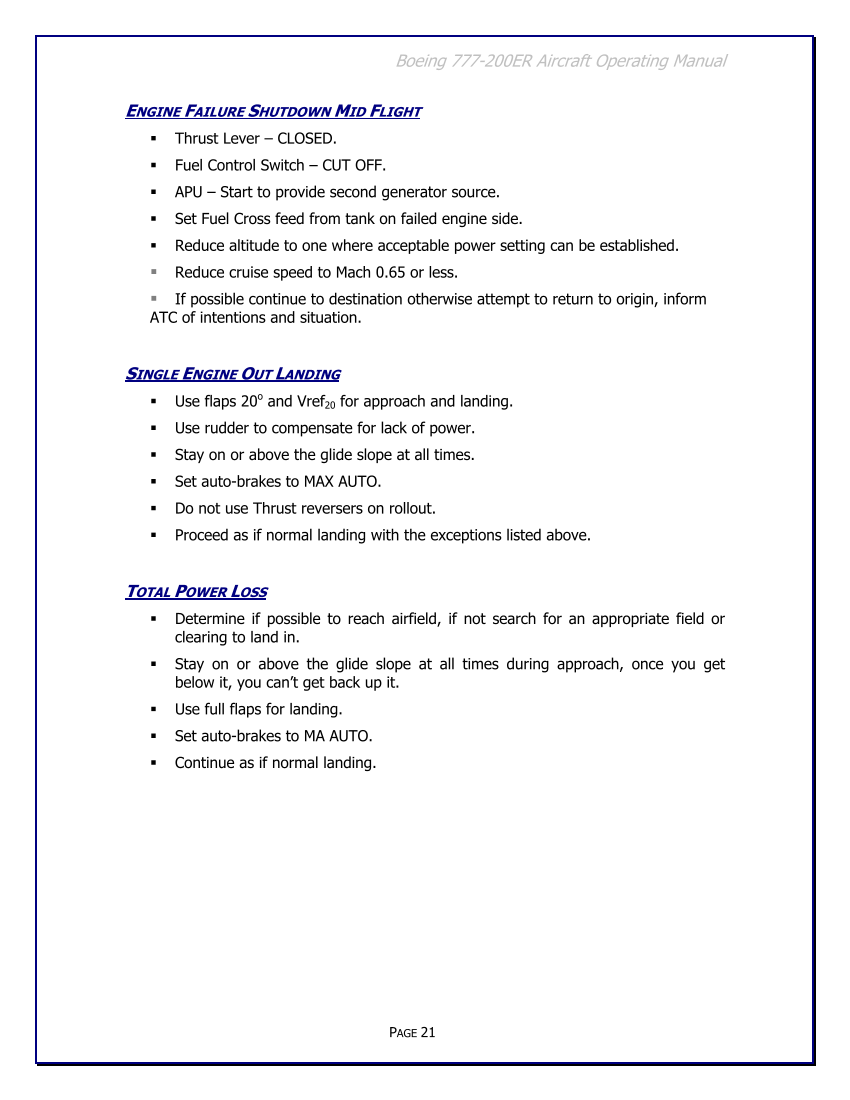 Boeing 777-200ER Aircraft Operating Manual
ENGINE FAILURE SHUTDOWN MID FLIGHT
▪ Thrust Lever – CLOSED.
▪ Fuel Control Switch – CUT OFF.
▪ APU – Start to provide second generator source.
▪ Set Fuel Cross feed from tank on failed engine side.
▪ Reduce altitude to one where acceptable power setting can be established.
▪ Reduce cruise speed to Mach 0.65 or less.
▪ If possible continue to destination otherwise attempt to return to origin, inform
ATC of intentions and situation.
SINGLE ENGINE OUT LANDING
▪ Use flaps 20° and Vref20 for approach and landing.
▪ Use rudder to compensate for lack of power.
▪ Stay on or above the glide slope at all times.
▪ Set auto-brakes to MAX AUTO.
▪ Do not use Thrust reversers on rollout.
▪ Proceed as if normal landing with the exceptions listed above.
TOTAL POWER LOSS
▪ Determine if possible to reach airfield, if not search for an appropriate field or
clearing to land in.
▪ Stay on or above the glide slope at all times during approach, once you get
below it, you can’t get back up it.
▪ Use full flaps for landing.
▪ Set auto-brakes to MA AUTO.
▪ Continue as if normal landing.
PAGE 21